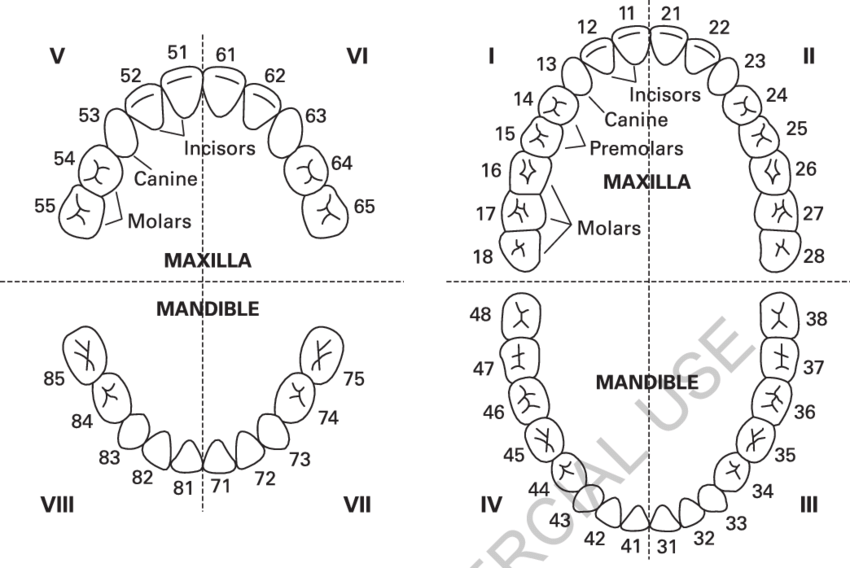 V
51
61
VI
52
62
53
63
Incisors
54
64
Canine
55
65
Molars
MAXILLA
MANDIBLE
85
75
84
74
83
73
82
72
81
71
VIII
VII
11
21
12
22
I
II
13
23
Incisors
14
24
Canine
15
25
Premolars
16
26
MAXILLA
17
27
Molars
18
28
48
38
47
37
MANDIBLE
46
36
45
35
44
34
43
33
42
32
41
31
IV
III
ERCIAL USE